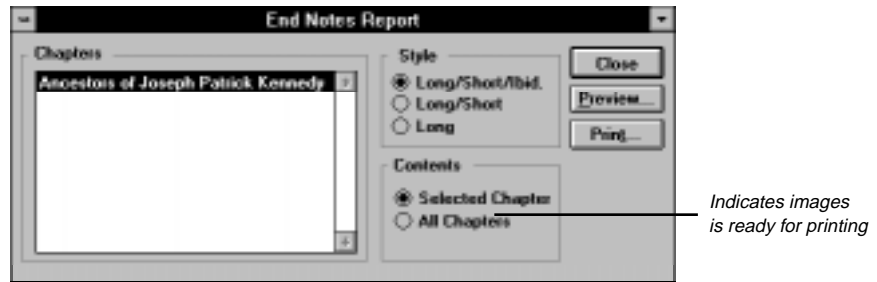 End Notes Report
Chapters
Ancestors of Joseph Patrick Kennedy
Style
Long/Short/Ibid.
Long/Short
Long
Contents
Selected Chapter
All Chapters
Close
Preview...
Print...
Indicates images
is ready for printing